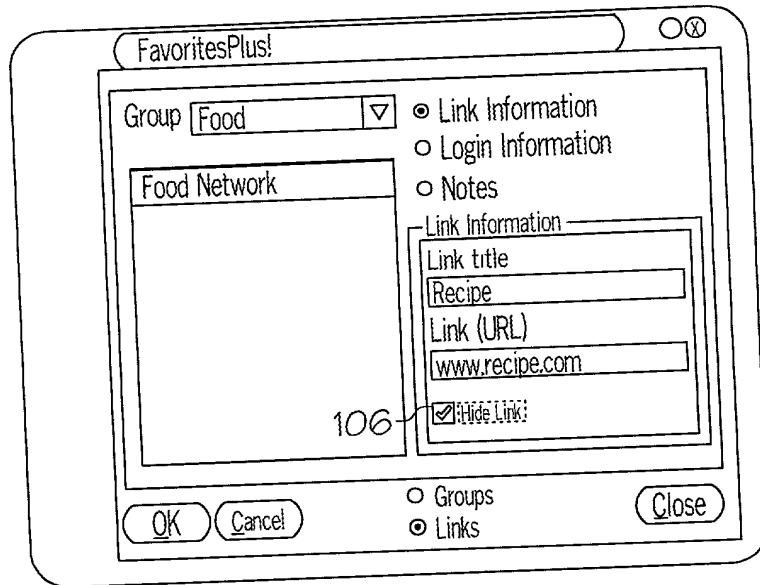 FavoritesPlus!
Group Food
Link Information
Login Information
Notes
Food Network
Link Information
Link title
Recipe
Link (URL)
www.recipe.com
106
Hide Link
OK
Cancel
Groups
Links
Close